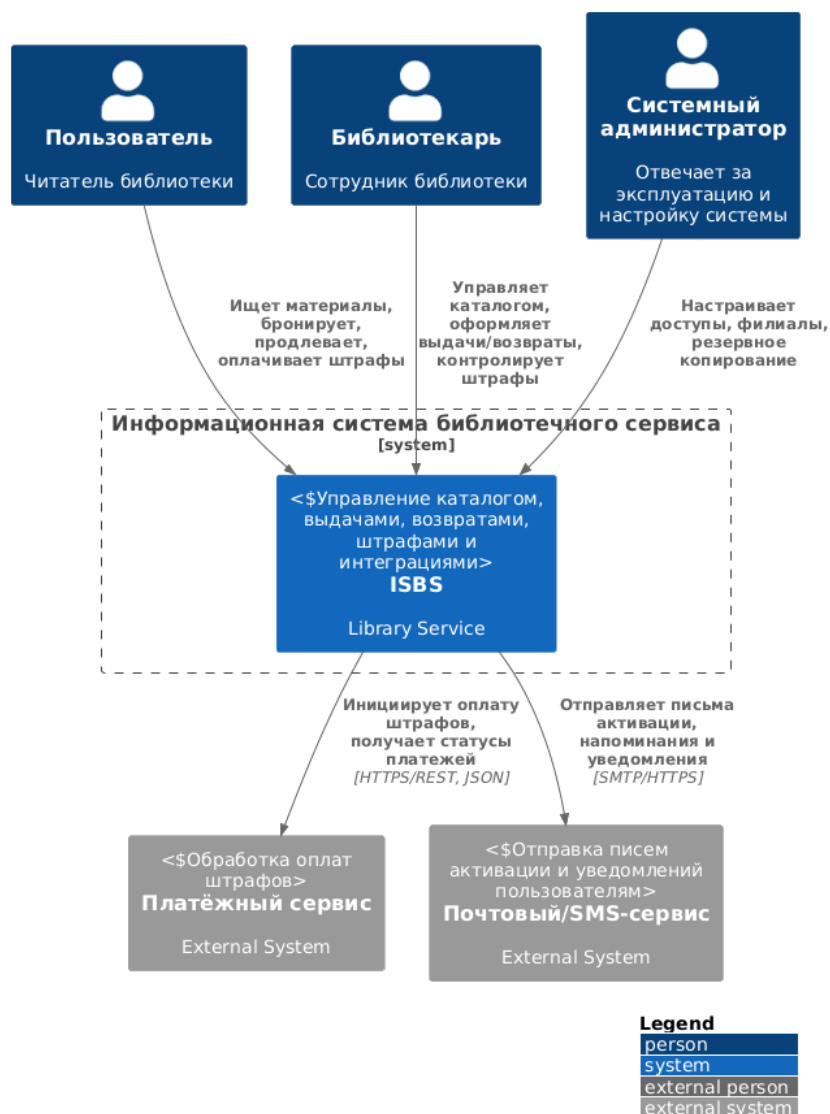 Пользователь
Читатель библиотеки
Библиотекарь
Сотрудник библиотеки
Системный
администратор
Отвечает за
эксплуатацию и
настройку системы
Ищет материалы,
бронирует,
продлевает,
оплачивает штрафы
Управляет
каталогом,
оформляет
выдачи/возвраты,
контролирует
штрафы
Настраивает
доступы, филиалы,
резервное
копирование
Информационная система библиотечного сервиса
[system]
<$Управление каталогом,
выдачами, возвратами,
штрафами и
интеграциями>
ISBS
Library Service
Инициирует оплату
штрафов,
получает статусы
платежей
[HTTPS/REST, JSON]
Отправляет письма
активации,
напоминания и
уведомления
[SMTP/HTTPS]
<$Обработка оплат
штрафов>
Платёжный сервис
External System
<$Отправка писем
активации и уведомлений
пользователям>
Почтовый/SMS-сервис
External System
Legend
person
system
external person
external system